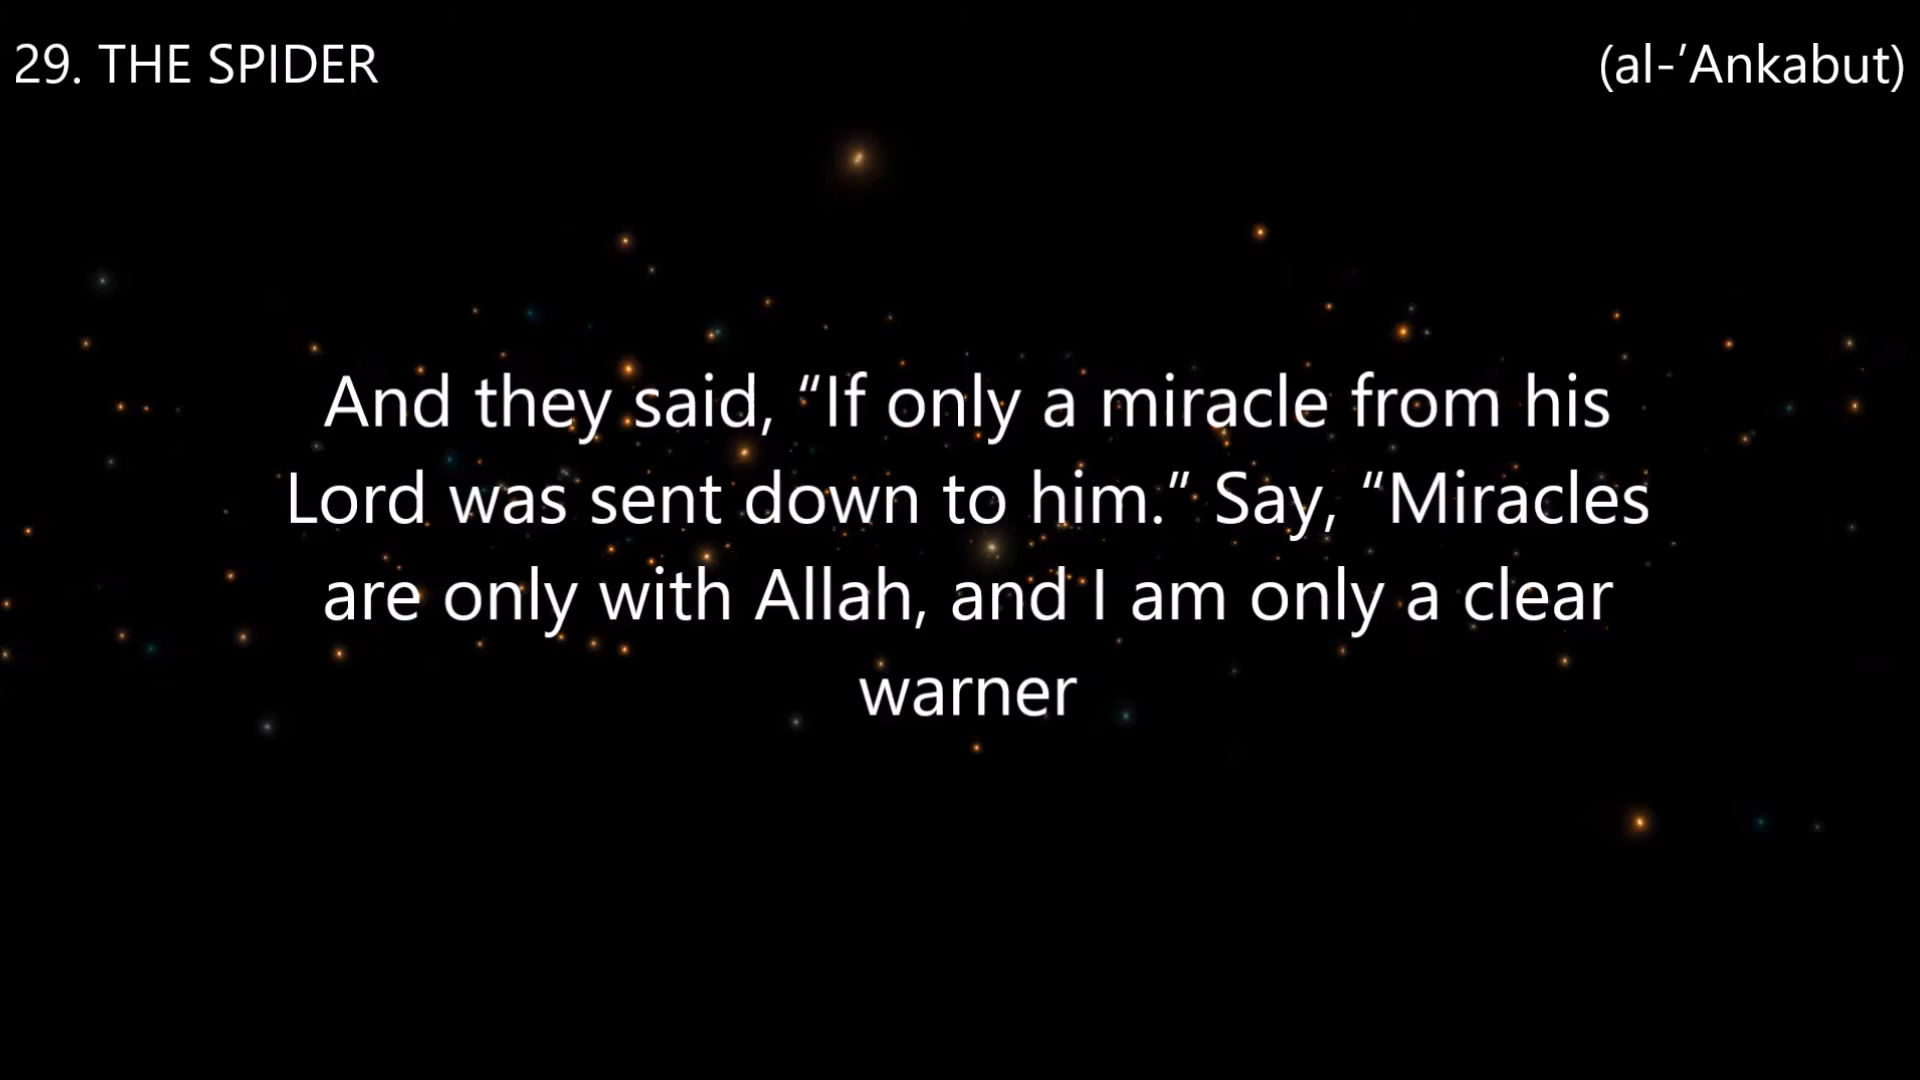 29. THE SPIDER
(al-’Ankabut)
And they said, “If only a miracle from his
Lord was sent down to him.” Say, “Miracles
are only with Allah, and I am only a clear
warner